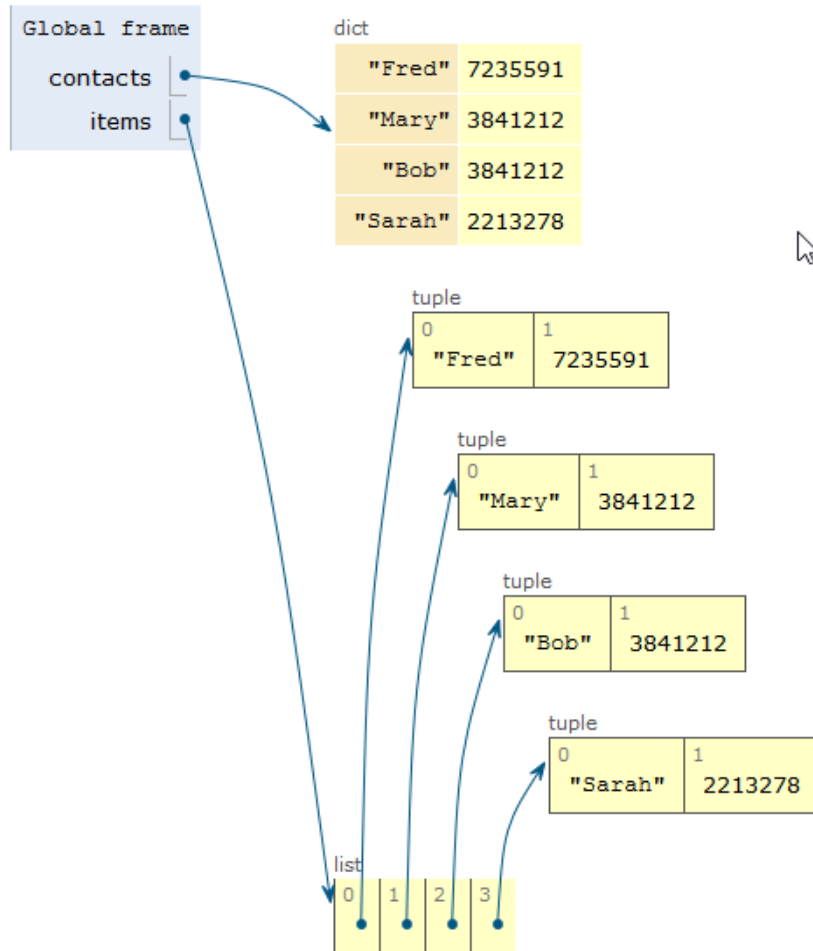 Global frame
contacts
items
dict
"Fred" 7235591
"Mary" 3841212
"Bob" 3841212
"Sarah" 2213278
tuple
0 1
"Fred" 7235591
tuple
0 1
"Mary" 3841212
tuple
0 1
"Bob" 3841212
tuple
0 1
"Sarah" 2213278
list
0 1 2 3